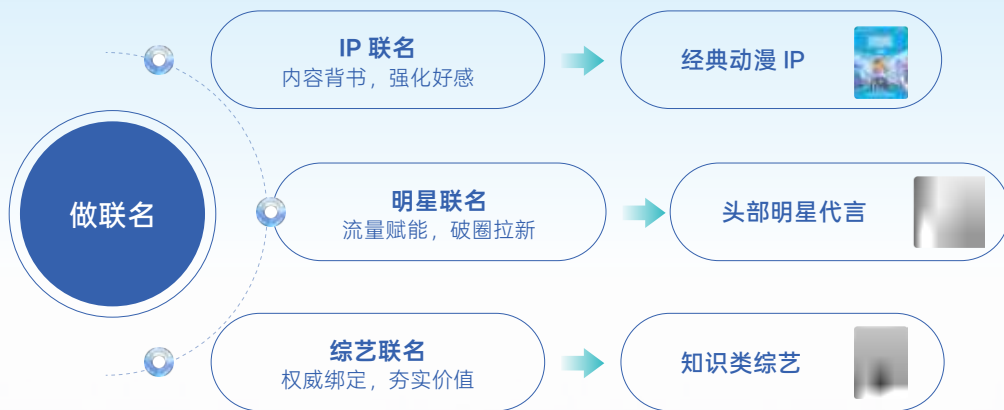 做联名
IP 联名
内容背书，强化好感
经典动漫 IP
明星联名
流量赋能，破圈拉新
头部明星代言
综艺联名
权威绑定，夯实价值
知识类综艺